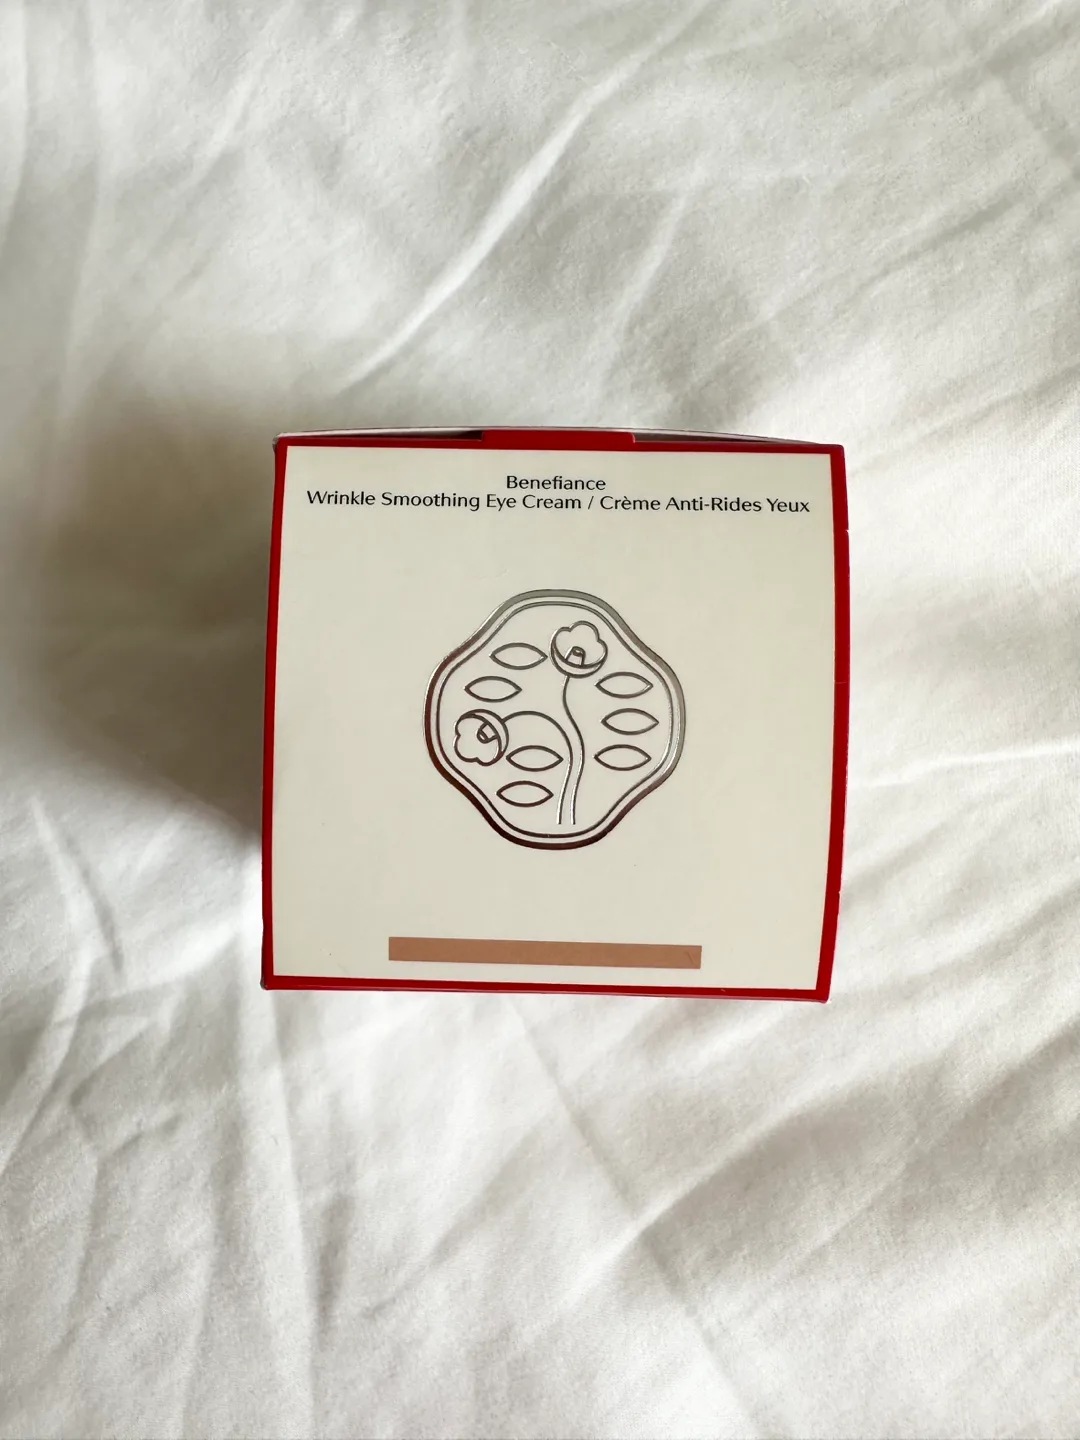 Benefiance
Wrinkle Smoothing Eye Cream / Crème Anti-Rides Yeux